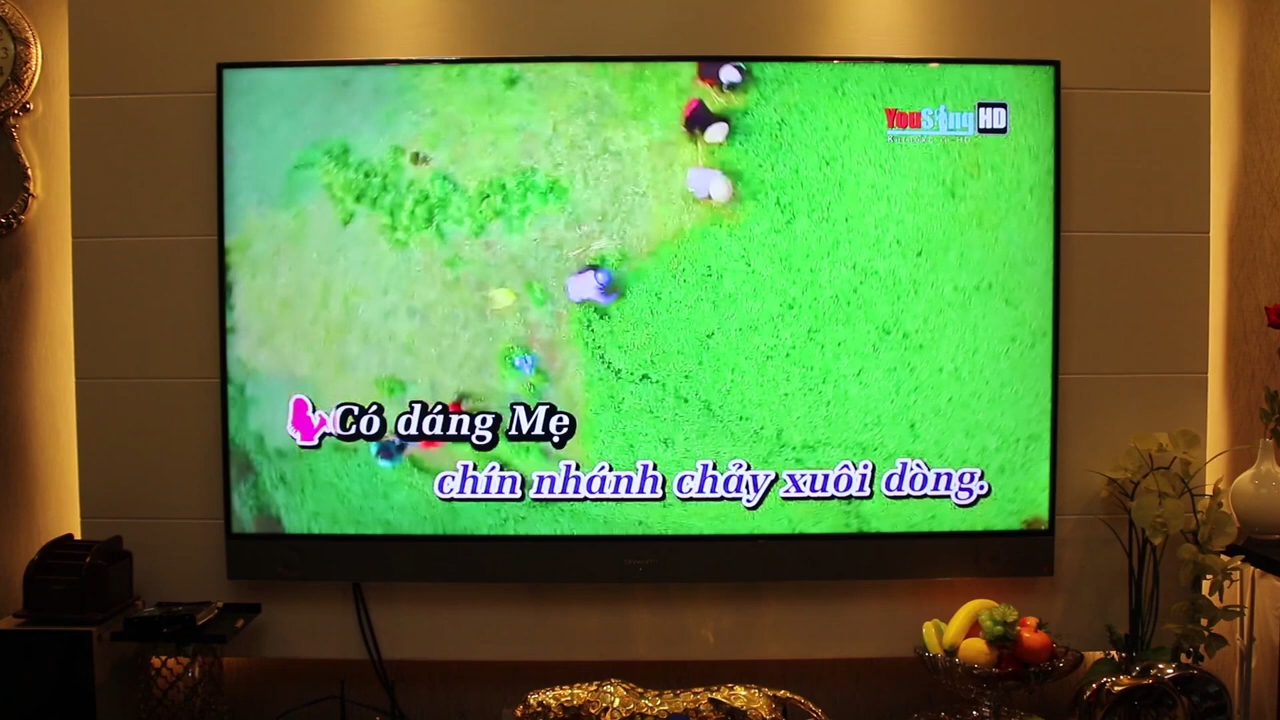 YouSing HD
Có dáng Mẹ
chín nhánh chảy xuôi dòng.